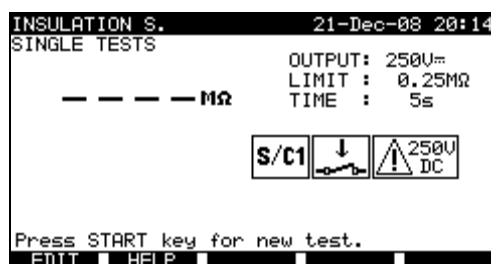 INSULATION S. 21-Dec-08 20:14
SINGLE TESTS
OUTPUT: 250V⎓
LIMIT : 0.25MΩ
– – – – MΩ TIME : 5s
S/C1 250V DC
Press START key for new test.
EDIT HELP